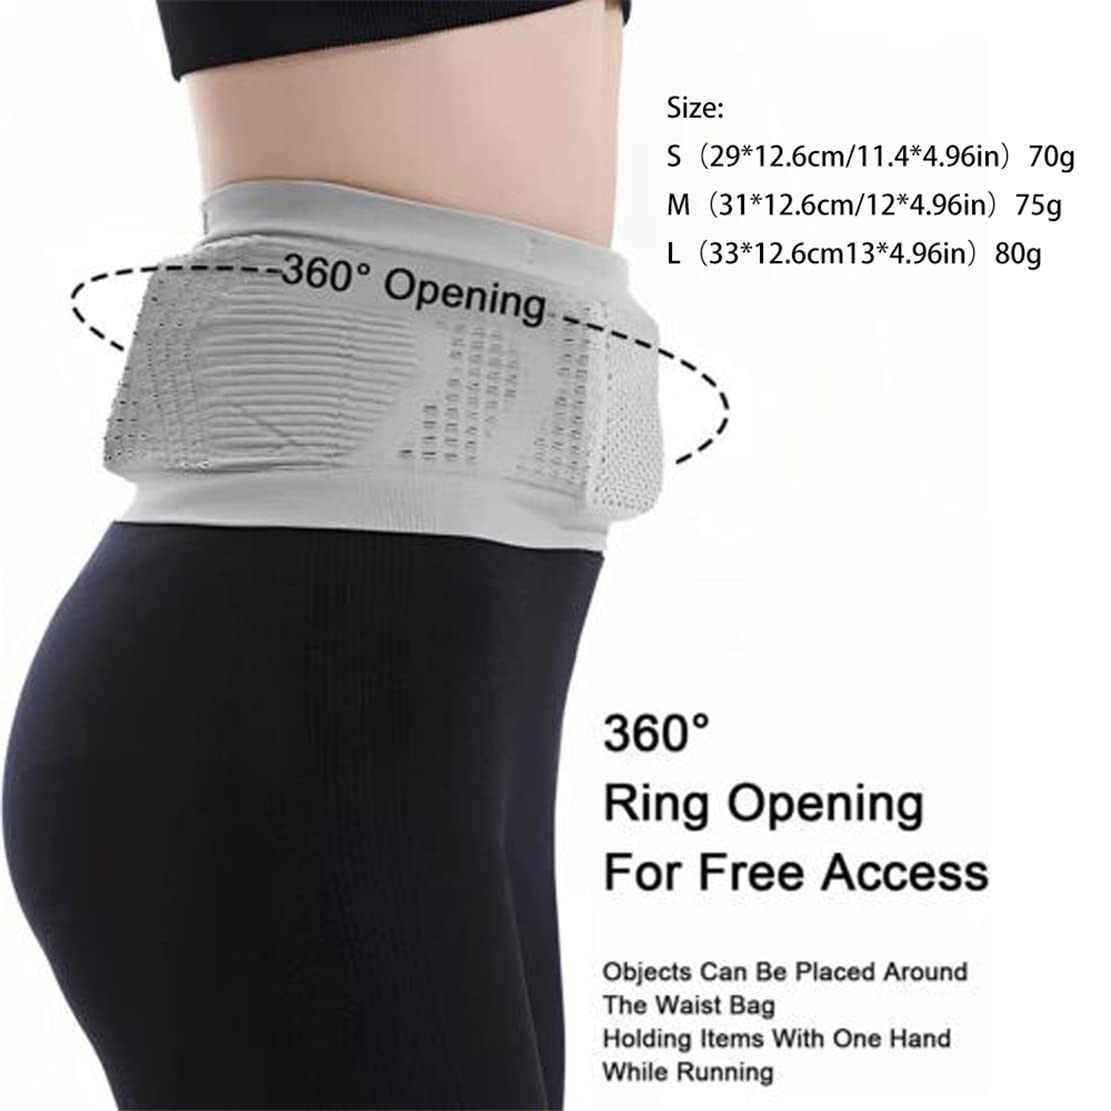 Size:
S（29*12.6cm/11.4*4.96in）70g
M（31*12.6cm/12*4.96in）75g
L（33*12.6cm13*4.96in）80g
360° Opening
360°
Ring Opening
For Free Access
Objects Can Be Placed Around
The Waist Bag
Holding Items With One Hand
While Running